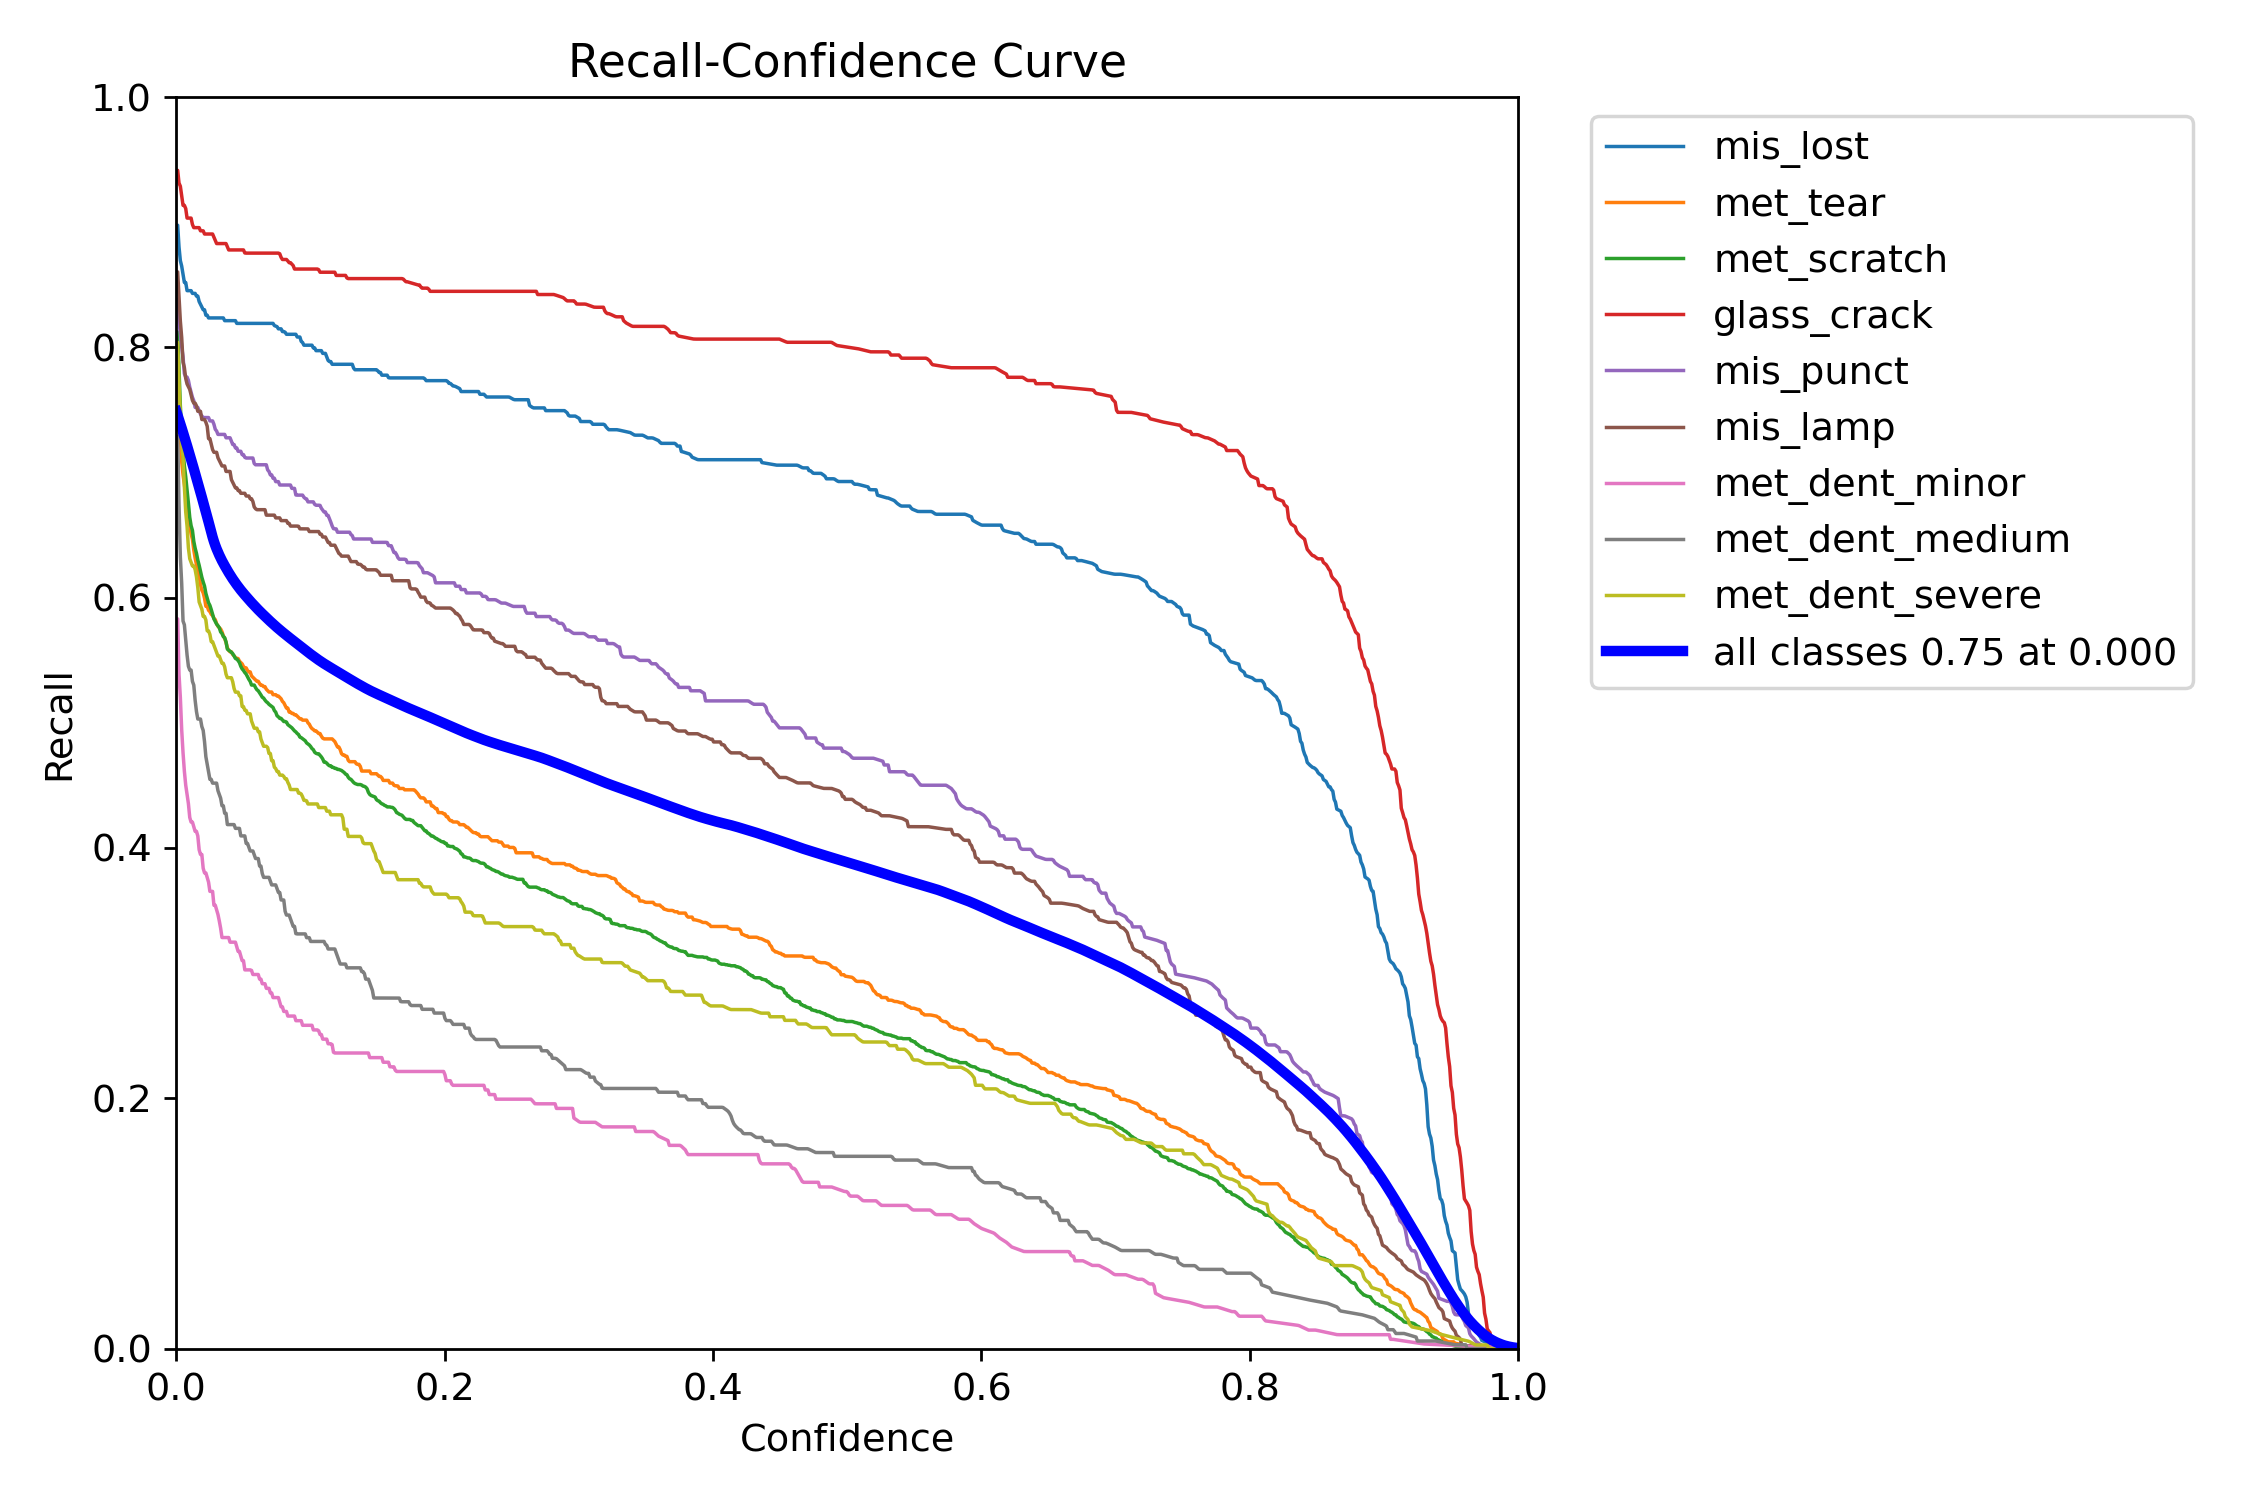 Recall-Confidence Curve
1.0
0.8
0.6
0.4
0.2
0.0
Recall
0.0 0.2 0.4 0.6 0.8 1.0
Confidence
mis_lost
met_tear
met_scratch
glass_crack
mis_punct
mis_lamp
met_dent_minor
met_dent_medium
met_dent_severe
all classes 0.75 at 0.000